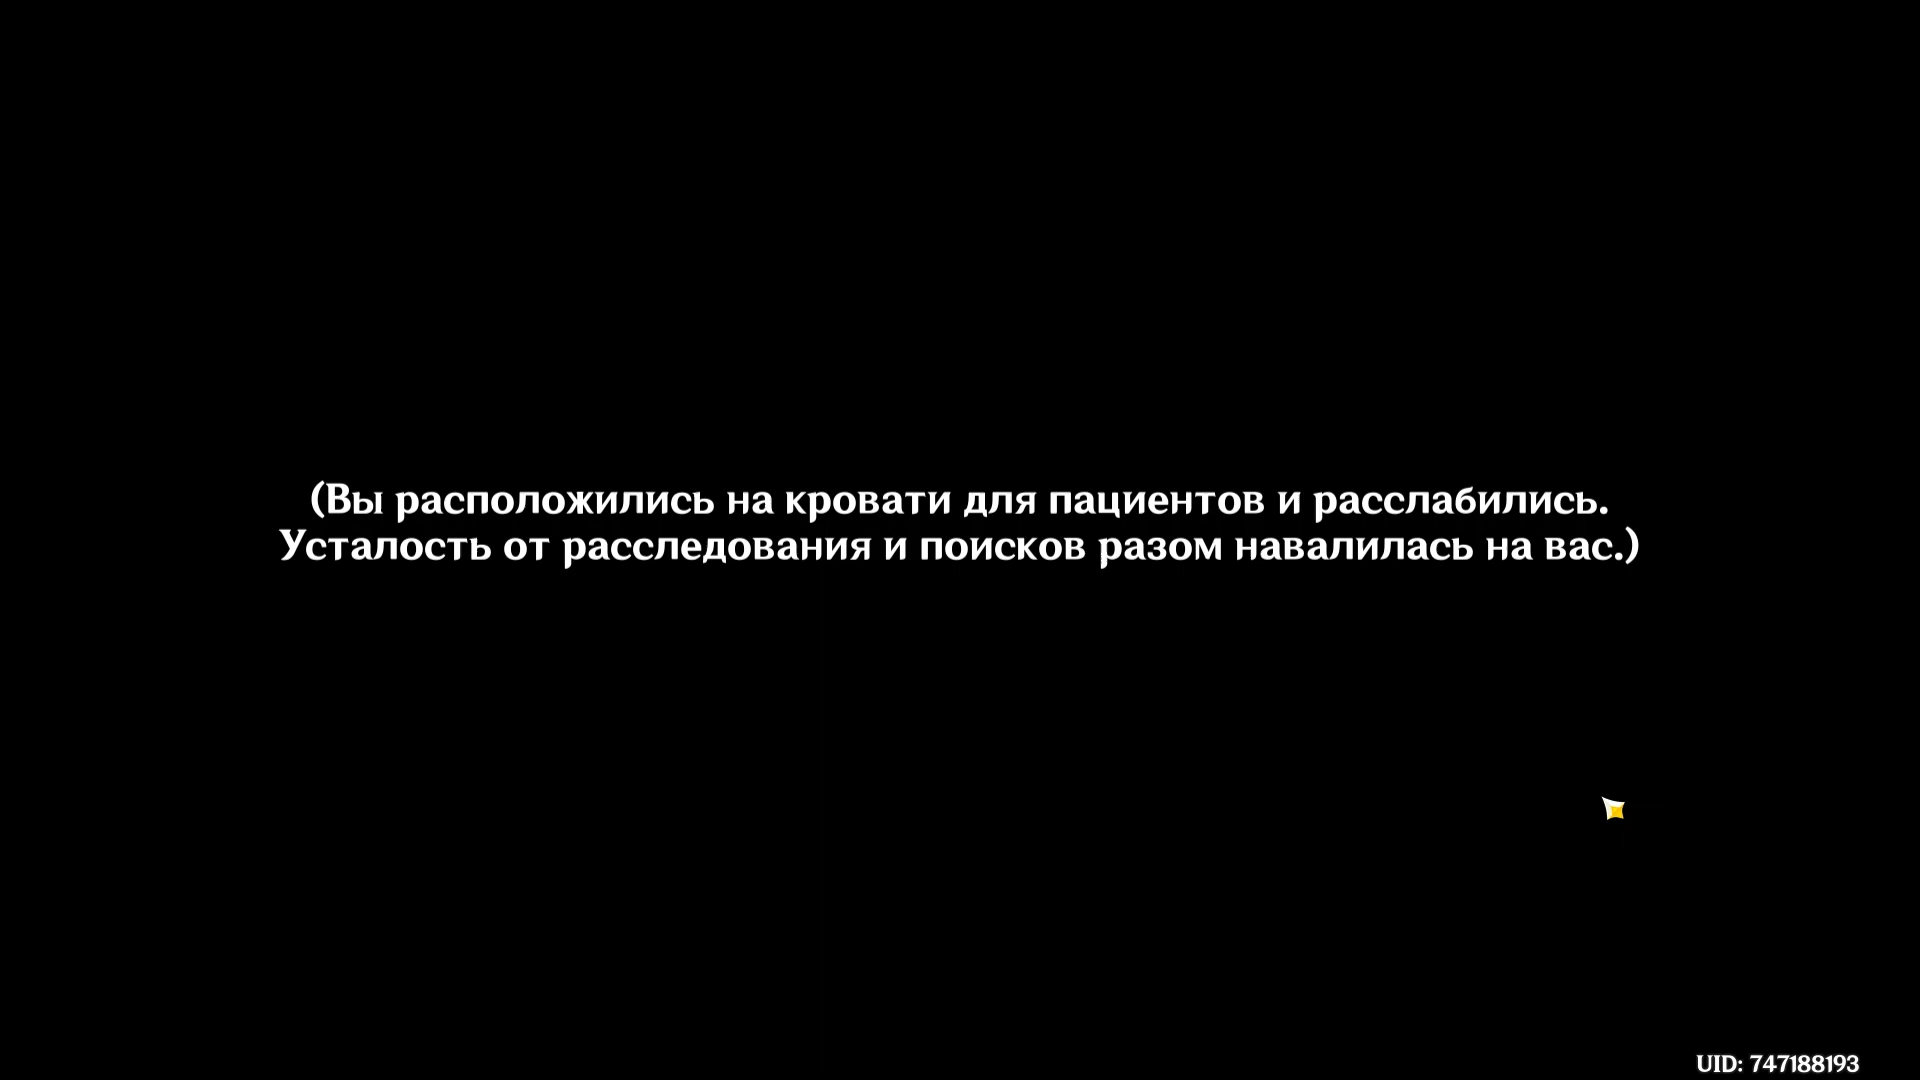 (Вы расположились на кровати для пациентов и расслабились.
Усталость от расследования и поисков разом навалилась на вас.)
UID: 747188193